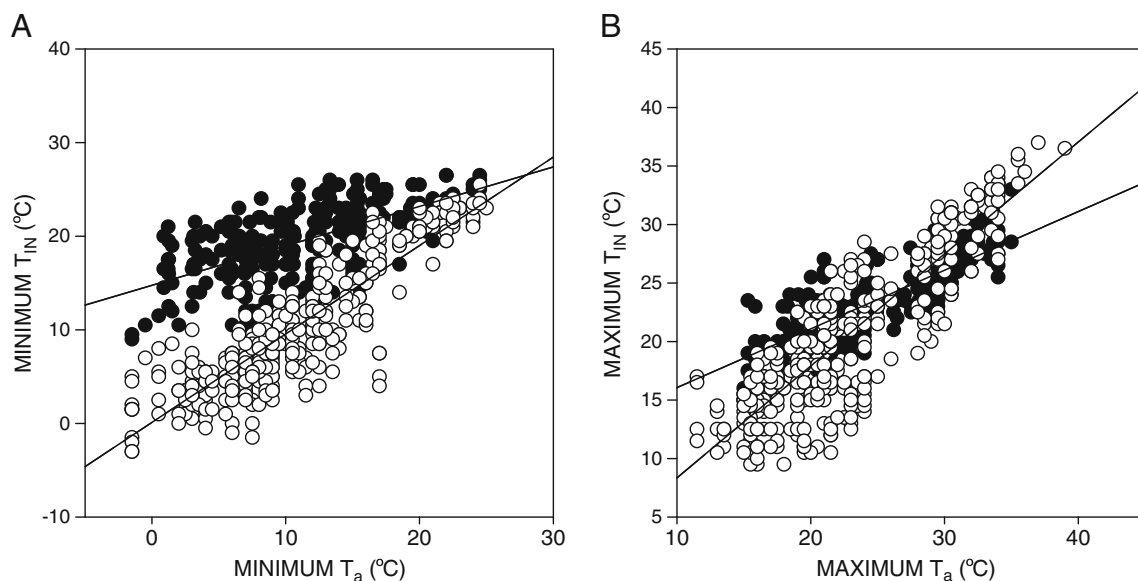 A
40
30
20
10
0
-10
MINIMUM T_IN (ºC)
0 10 20 30
MINIMUM T_a (ºC)
B
45
40
35
30
25
20
15
10
5
MAXIMUM T_IN (ºC)
10 20 30 40
MAXIMUM T_a (ºC)